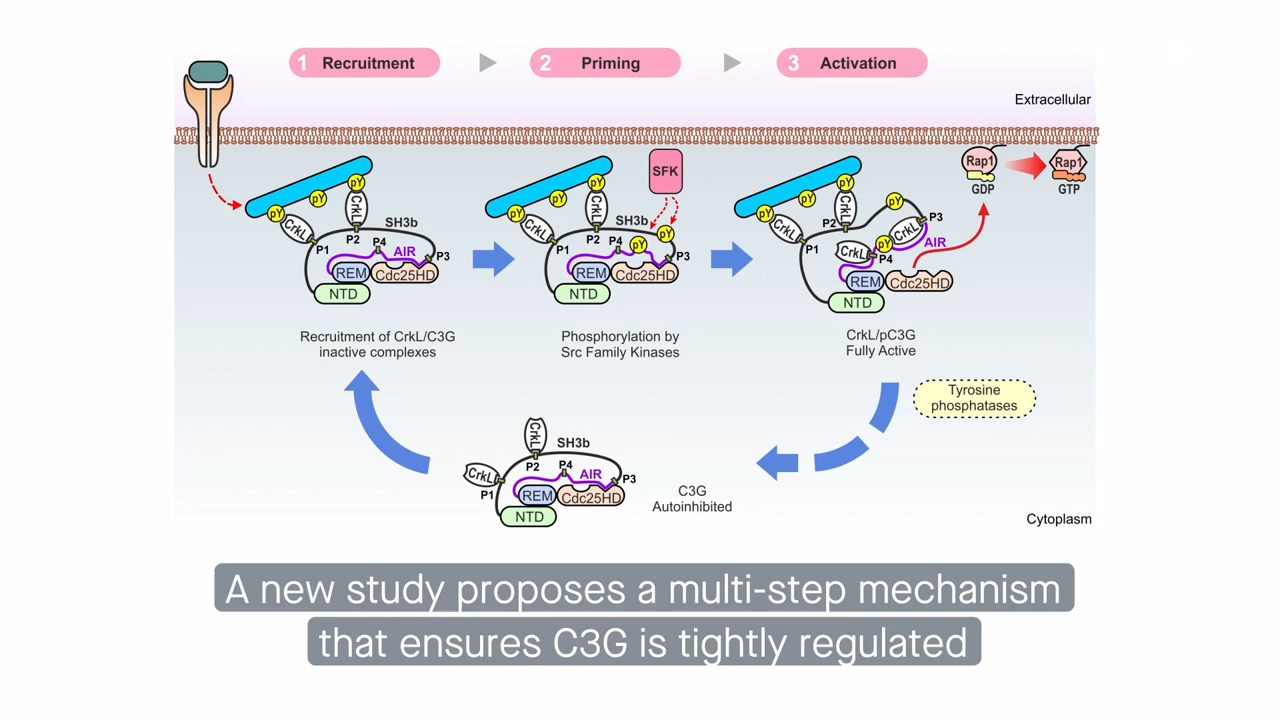 1 Recruitment
2 Priming
3 Activation
Extracellular
pY
pY
pY
CrkL
CrkL
SH3b
P1
P2
P4
AIR
P3
REM
Cdc25HD
NTD
Recruitment of CrkL/C3G
inactive complexes
SFK
pY
pY
pY
CrkL
CrkL
SH3b
P1
P2
P4
pY
pY
P3
REM
Cdc25HD
NTD
Phosphorylation by
Src Family Kinases
pY
pY
pY
CrkL
CrkL
P1
P2
pY
P3
CrkL
CrkL
pY
P4
AIR
REM
Cdc25HD
NTD
Rap1
GDP
Rap1
GTP
CrkL/pC3G
Fully Active
Tyrosine
phosphatases
CrkL
CrkL
SH3b
P1
P2
P4
AIR
P3
REM
Cdc25HD
NTD
C3G
Autoinhibited
Cytoplasm
A new study proposes a multi-step mechanism
that ensures C3G is tightly regulated